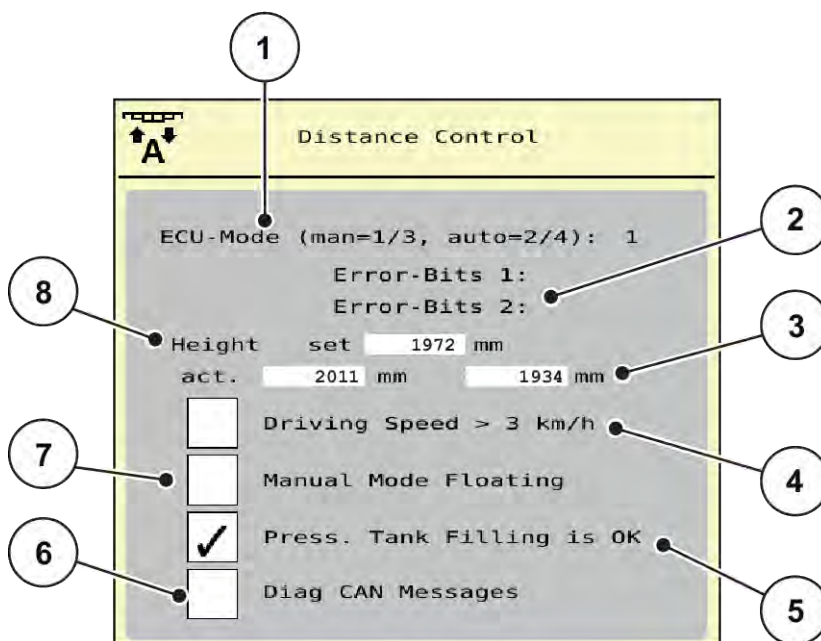 1
A
Distance Control
ECU-Mode (man=1/3, auto=2/4): 1
2
Error-Bits 1:
Error-Bits 2:
8
3
Height set 1972 mm
act. 2011 mm 1934 mm
Driving Speed > 3 km/h
4
7
Manual Mode Floating
Press. Tank Filling is OK
6
5
Diag CAN Messages